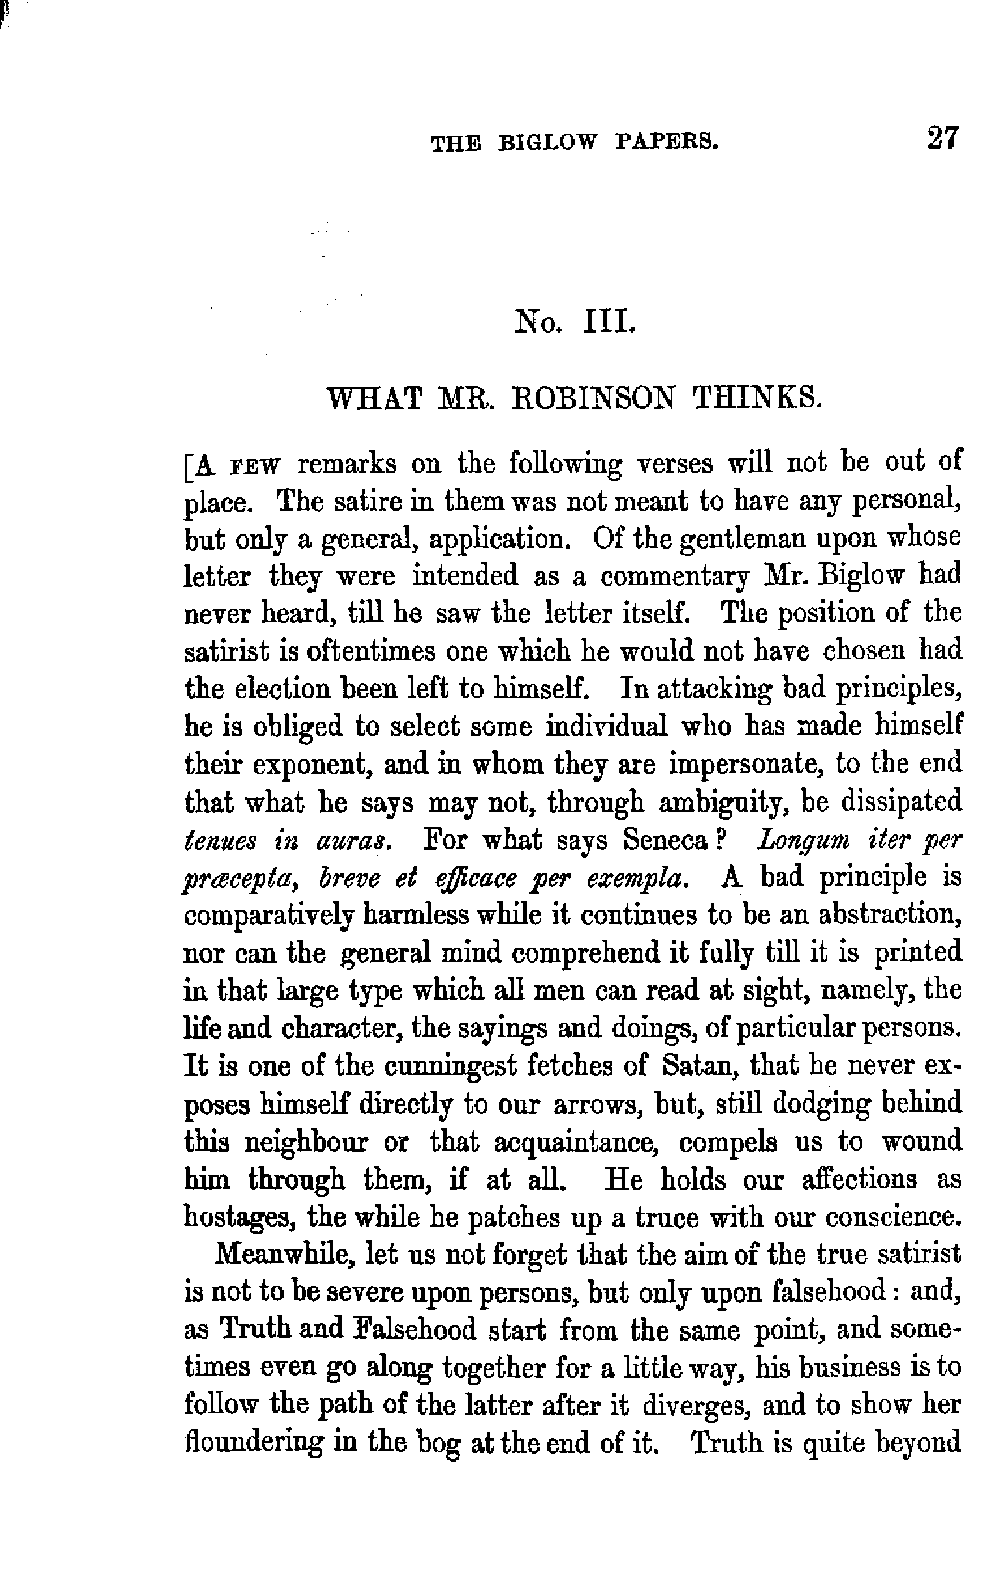 THE BIGLOW PAPERS. 27
No. III.
WHAT MR. ROBINSON THINKS.
[A FEW remarks on the following verses will not be out of
place. The satire in them was not meant to have any personal,
but only a general, application. Of the gentleman upon whose
letter they were intended as a commentary Mr. Biglow had
never heard, till he saw the letter itself. The position of the
satirist is oftentimes one which he would not have chosen had
the election been left to himself. In attacking bad principles,
he is obliged to select some individual who has made himself
their exponent, and in whom they are impersonate, to the end
that what he says may not, through ambiguity, be dissipated
tenues in auras. For what says Seneca? Longum iter per
præcepta, breve et efficace per exempla. A bad principle is
comparatively harmless while it continues to be an abstraction,
nor can the general mind comprehend it fully till it is printed
in that large type which all men can read at sight, namely, the
life and character, the sayings and doings, of particular persons.
It is one of the cunningest fetches of Satan, that he never ex-
poses himself directly to our arrows, but, still dodging behind
this neighbour or that acquaintance, compels us to wound
him through them, if at all. He holds our affections as
hostages, the while he patches up a truce with our conscience.
Meanwhile, let us not forget that the aim of the true satirist
is not to be severe upon persons, but only upon falsehood: and,
as Truth and Falsehood start from the same point, and some-
times even go along together for a little way, his business is to
follow the path of the latter after it diverges, and to show her
floundering in the bog at the end of it. Truth is quite beyond